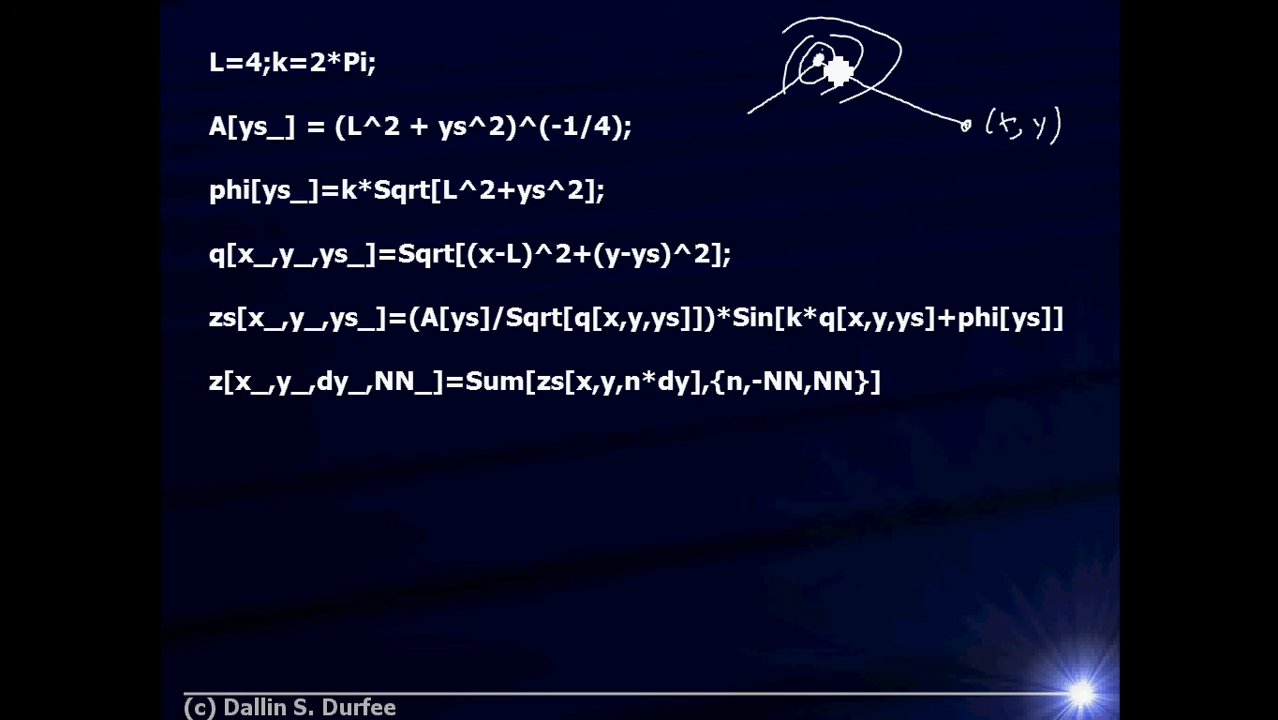 L=4;k=2*Pi;
(x, y)
A[ys_] = (L^2 + ys^2)^(-1/4);
phi[ys_]=k*Sqrt[L^2+ys^2];
q[x_,y_,ys_]=Sqrt[(x-L)^2+(y-ys)^2];
zs[x_,y_,ys_]=(A[ys]/Sqrt[q[x,y,ys]])*Sin[k*q[x,y,ys]+phi[ys]]
z[x_,y_,dy_,NN_]=Sum[zs[x,y,n*dy],{n,-NN,NN}]
(c) Dallin S. Durfee